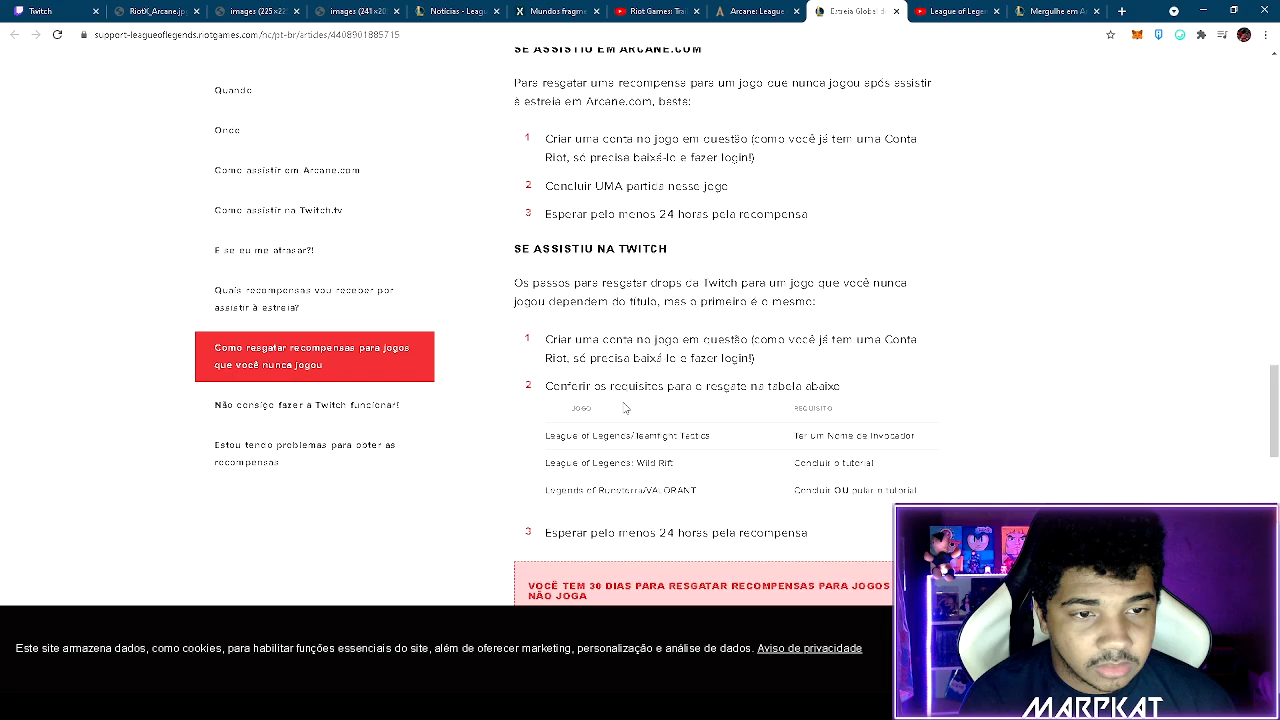 Twitch
RiotX_Arcane.jp
images (225×22
images (241×20
Notícias - Leagu
Mundos fragme
Riot Games: Trai
Arcane: League
Estreia Global d
League of Lege
Mergulhe em A
support-leagueoflegends.riotgames.com/hc/pt-br/articles/4408901885715
SE ASSISTIU EM ARCANE.COM
Quando
Onde
Como assistir em Arcane.com
Como assistir na Twitch.tv
E se eu me atrasar?!
Quais recompensas vou receber por
assistir à estreia?
Como resgatar recompensas para jogos
que você nunca jogou
Não consigo fazer a Twitch funcionar!
Estou tendo problemas para obter as
recompensas
Para resgatar uma recompensa para um jogo que nunca jogou após assistir
à estreia em Arcane.com, basta:
1 Criar uma conta no jogo em questão (como você já tem uma Conta
Riot, só precisa baixá-lo e fazer login!)
2 Concluir UMA partida nesse jogo
3 Esperar pelo menos 24 horas pela recompensa
SE ASSISTIU NA TWITCH
Os passos para resgatar drops da Twitch para um jogo que você nunca
jogou dependem do título, mas o primeiro é o mesmo:
1 Criar uma conta no jogo em questão (como você já tem uma Conta
Riot, só precisa baixá-lo e fazer login!)
2 Conferir os requisitos para o resgate na tabela abaixo
JOGO REQUISITO
League of Legends/Teamfight Tactics Ter um Nome de Invocador
League of Legends: Wild Rift Concluir o tutorial
Legends of Runeterra/VALORANT Concluir OU pular o tutorial
3 Esperar pelo menos 24 horas pela recompensa
VOCÊ TEM 30 DIAS PARA RESGATAR RECOMPENSAS PARA JOGOS
NÃO JOGA
Este site armazena dados, como cookies, para habilitar funções essenciais do site, além de oferecer marketing, personalização e análise de dados. Aviso de privacidade
MARPKAT